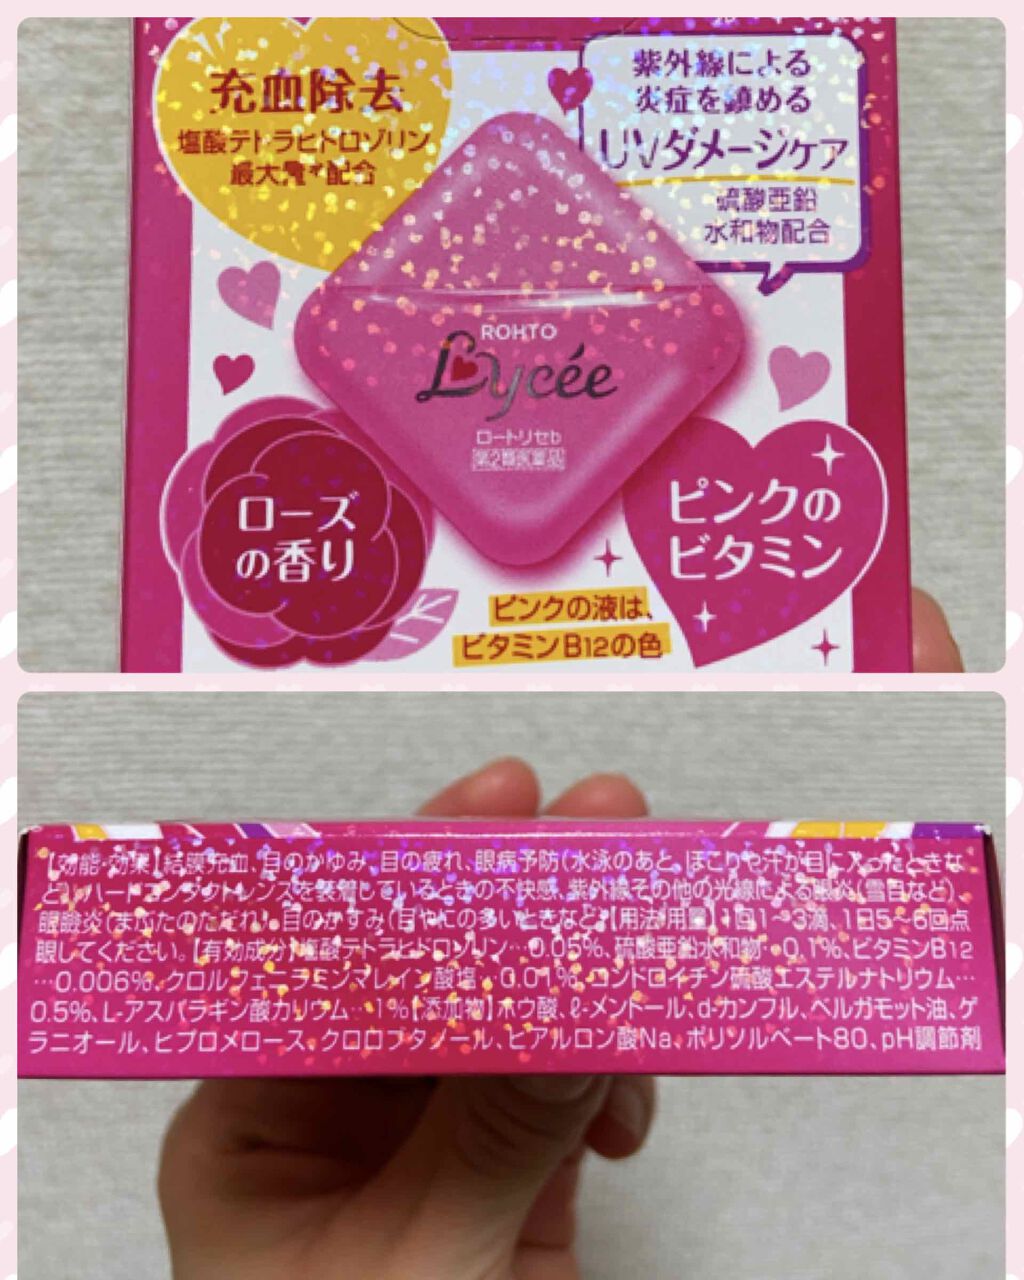 充血除去
塩酸テトラヒドロゾリン
最大量*配合
紫外線による
炎症を鎮める
UVダメージケア
硫酸亜鉛
水和物配合
ROHTO
Lycée
ロートリセb
第2類医薬品
ローズ
の香り
ピンクの
ビタミン
ピンクの液は、
ビタミンB12の色
【効能・効果】結膜充血、目のかゆみ、目の疲れ、眼病予防(水泳のあと、ほこりや汗が目に入ったときな
ど)、ハードコンタクトレンズを装着しているときの不快感、紫外線その他の光線による眼炎(雪目など)、
眼瞼炎(まぶたのただれ)、目のかすみ(目やにの多いときなど)【用法・用量】1回1～3滴、1日5～6回点
眼してください。【有効成分】塩酸テトラヒドロゾリン…0.05%、硫酸亜鉛水和物…0.1%、ビタミンB12
…0.006%、クロルフェニラミンマレイン酸塩…0.01%、コンドロイチン硫酸エステルナトリウム…
0.5%、L-アスパラギン酸カリウム…1%【添加物】ホウ酸、ℓ-メントール、d-カンフル、ベルガモット油、ゲ
ラニオール、ヒプロメロース、クロロブタノール、ヒアルロン酸Na、ポリソルベート80、pH調節剤